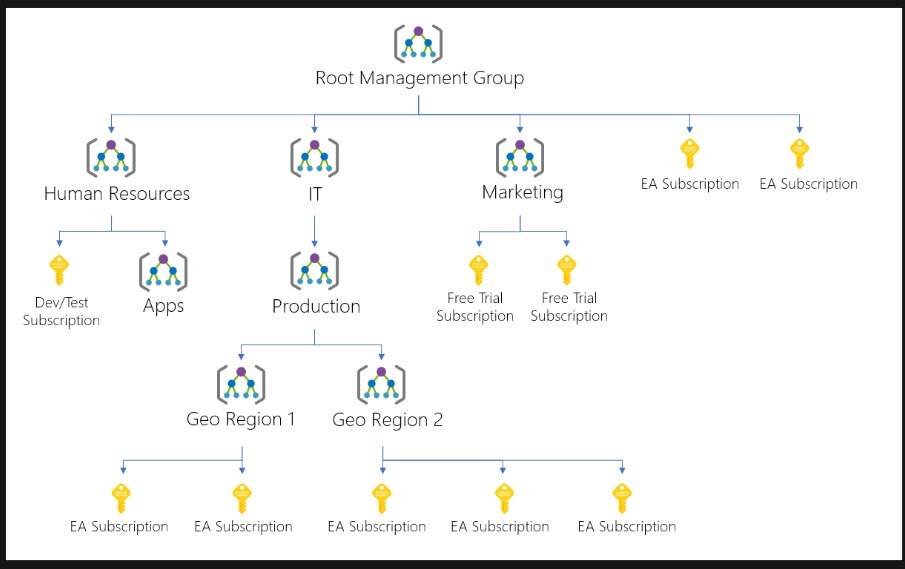 Root Management Group
Human Resources
IT
Marketing
EA Subscription
EA Subscription
Dev/Test
Subscription
Apps
Production
Free Trial
Subscription
Free Trial
Subscription
Geo Region 1
Geo Region 2
EA Subscription
EA Subscription
EA Subscription
EA Subscription
EA Subscription